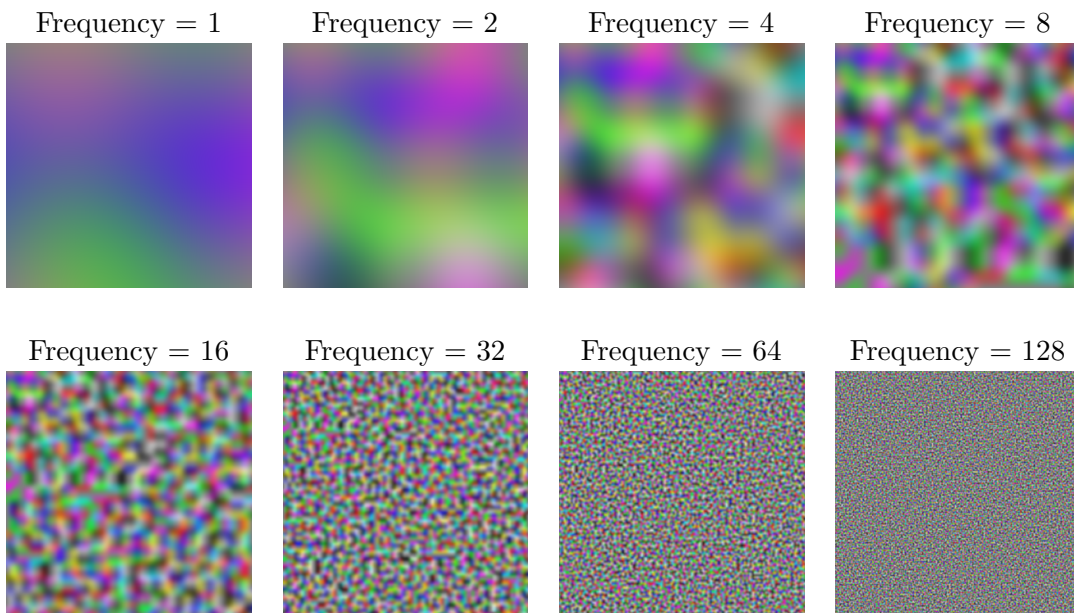 Frequency = 1
Frequency = 2
Frequency = 4
Frequency = 8
Frequency = 16
Frequency = 32
Frequency = 64
Frequency = 128